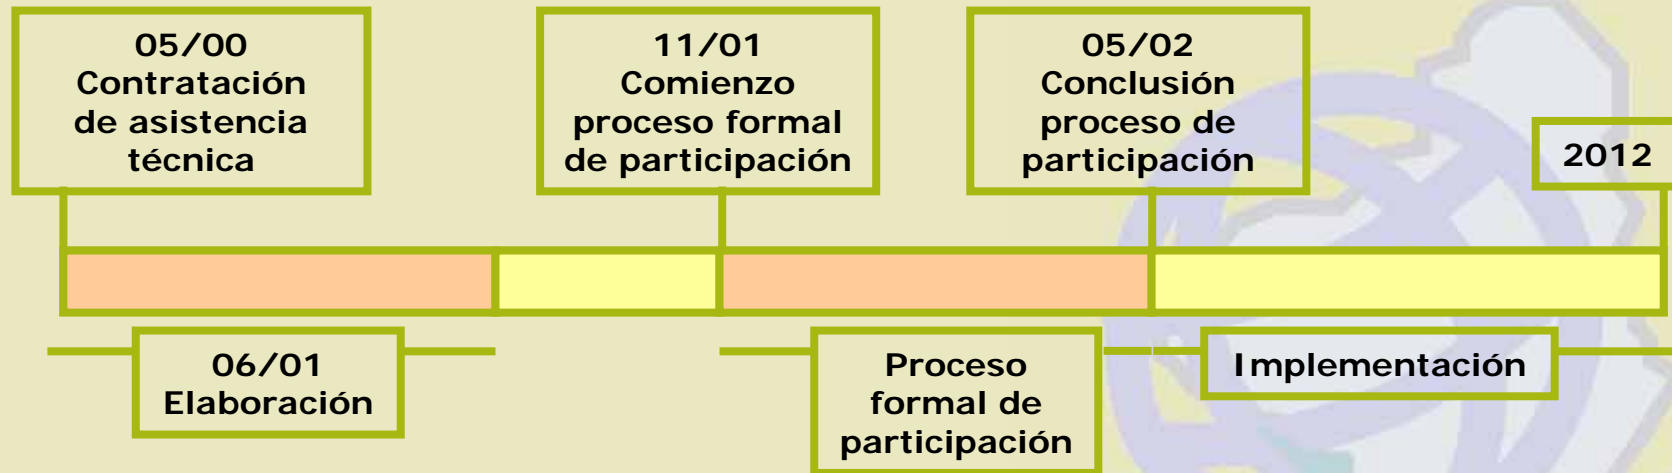 05/00
Contratación
de asistencia
técnica
11/01
Comienzo
proceso formal
de participación
05/02
Conclusión
proceso de
participación
2012
06/01
Elaboración
Proceso
formal de
participación
Implementación